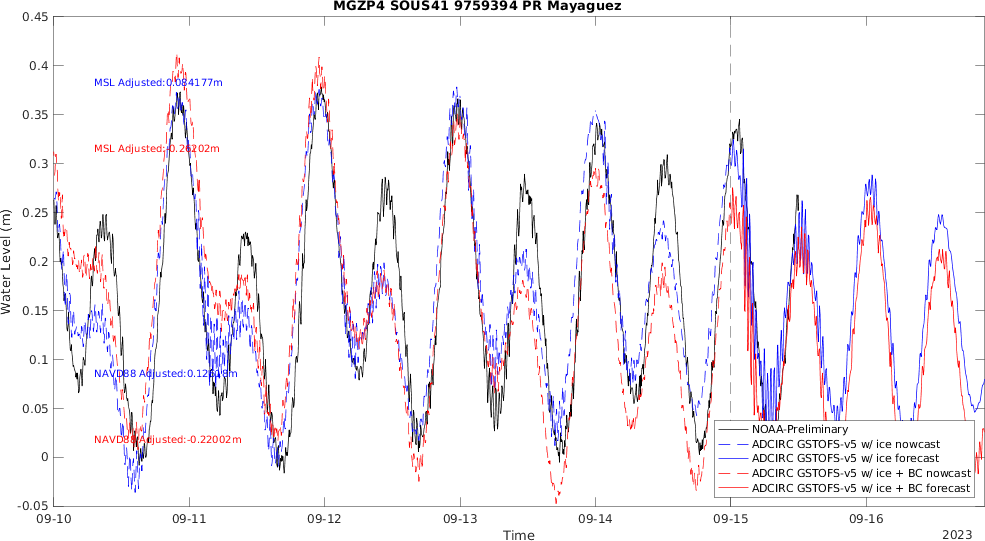 MGZP4 SOUS41 9759394 PR Mayaguez
0.45
0.4
0.35
0.3
0.25
0.2
0.15
0.1
0.05
0
-0.05
Water Level (m)
MSL Adjusted:0.084177m
MSL Adjusted:-0.26202m
NAVD88 Adjusted:-0.22002m
NOAA-Preliminary
ADCIRC GSTOFS-v5 w/ ice nowcast
ADCIRC GSTOFS-v5 w/ ice forecast
ADCIRC GSTOFS-v5 w/ ice + BC nowcast
ADCIRC GSTOFS-v5 w/ ice + BC forecast
09-10
09-11
09-12
09-13
09-14
09-15
09-16
Time
2023